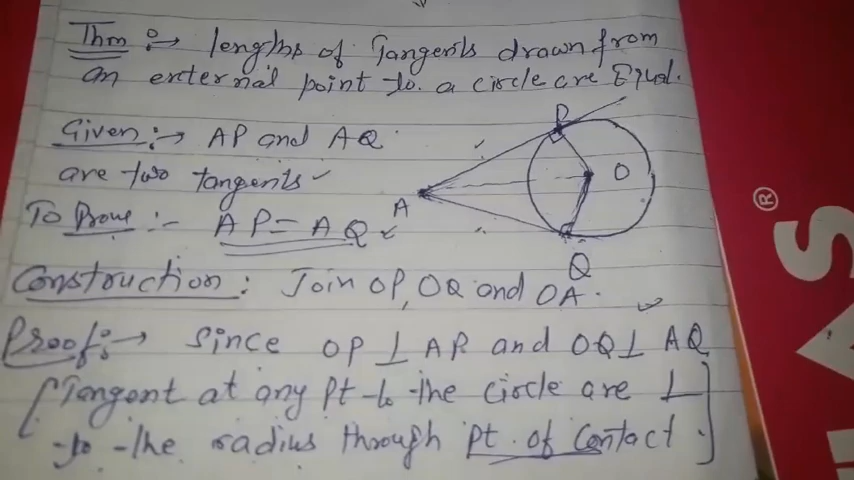 Thm :→ lengths of Tangents drawn from
an external point to a circle are Equal.
Given :→ AP and AQ
are two tangents
To Prove :- AP = AQ
P
O
A
Q
Construction : Join OP, OQ and OA.
Proof :→ Since OP ⊥ AP and OQ ⊥ AQ
[Tangent at any Pt to the circle are ⊥
to the radius through Pt. of Contact.]
®